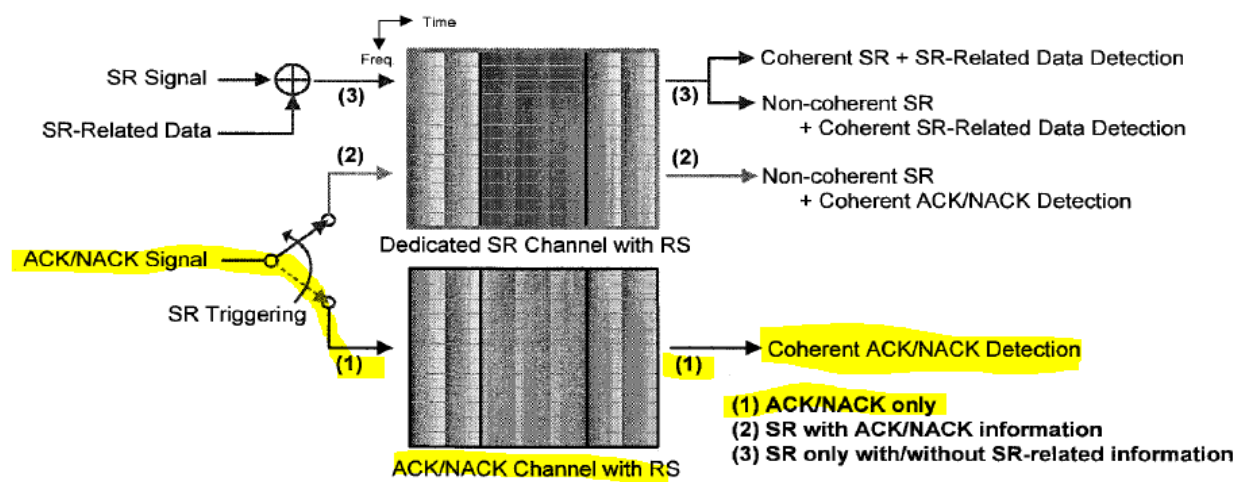 Time
Freq.
SR Signal
SR-Related Data
(3)
(3)
Coherent SR + SR-Related Data Detection
Non-coherent SR
+ Coherent SR-Related Data Detection
(2)
(2)
Non-coherent SR
+ Coherent ACK/NACK Detection
Dedicated SR Channel with RS
ACK/NACK Signal
SR Triggering
(1)
(1)
Coherent ACK/NACK Detection
ACK/NACK Channel with RS
(1) ACK/NACK only
(2) SR with ACK/NACK information
(3) SR only with/without SR-related information